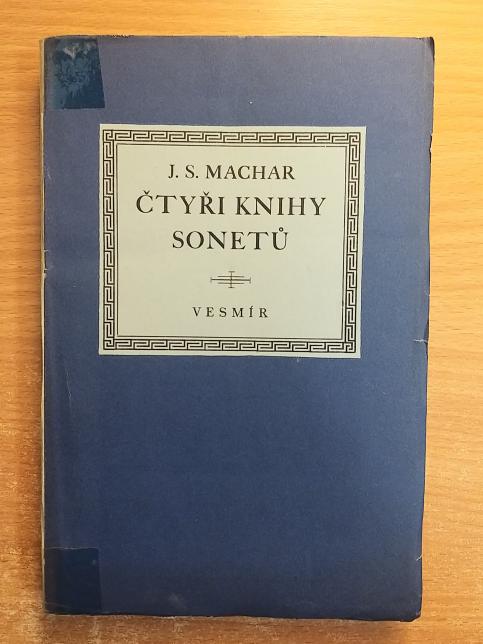 J. S. MACHAR
ČTYŘI KNIHY
SONETŮ
VESMÍR